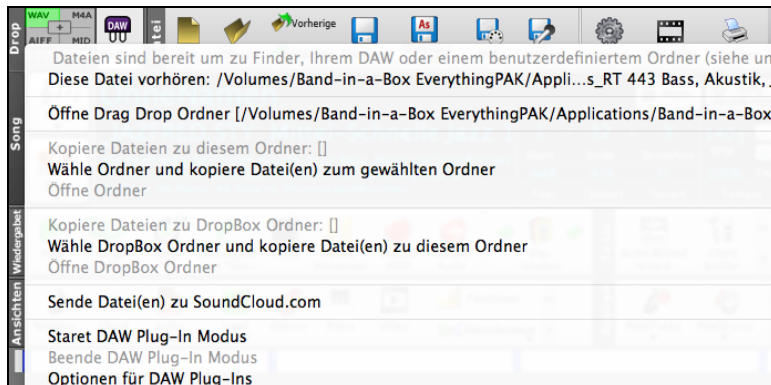 Drop
WAV M4A
AIFF MID
DAW
Datei
Vorherige
As
Dateien sind bereit um zu Finder, Ihrem DAW oder einem benutzerdefiniertem Ordner (siehe un
Diese Datei vorhören: /Volumes/Band-in-a-Box EverythingPAK/Appli...s_RT 443 Bass, Akustik,
Öffne Drag Drop Ordner [/Volumes/Band-in-a-Box EverythingPAK/Applications/Band-in-a-Box
Song
Kopiere Dateien zu diesem Ordner: []
Wähle Ordner und kopiere Datei(en) zum gewählten Ordner
Öffne Ordner
Wiedergabet
Kopiere Dateien zu DropBox Ordner: []
Wähle DropBox Ordner und kopiere Datei(en) zu diesem Ordner
Öffne DropBox Ordner
Ansichten
Sende Datei(en) zu SoundCloud.com
Staret DAW Plug-In Modus
Beende DAW Plug-In Modus
Optionen für DAW Plug-Ins